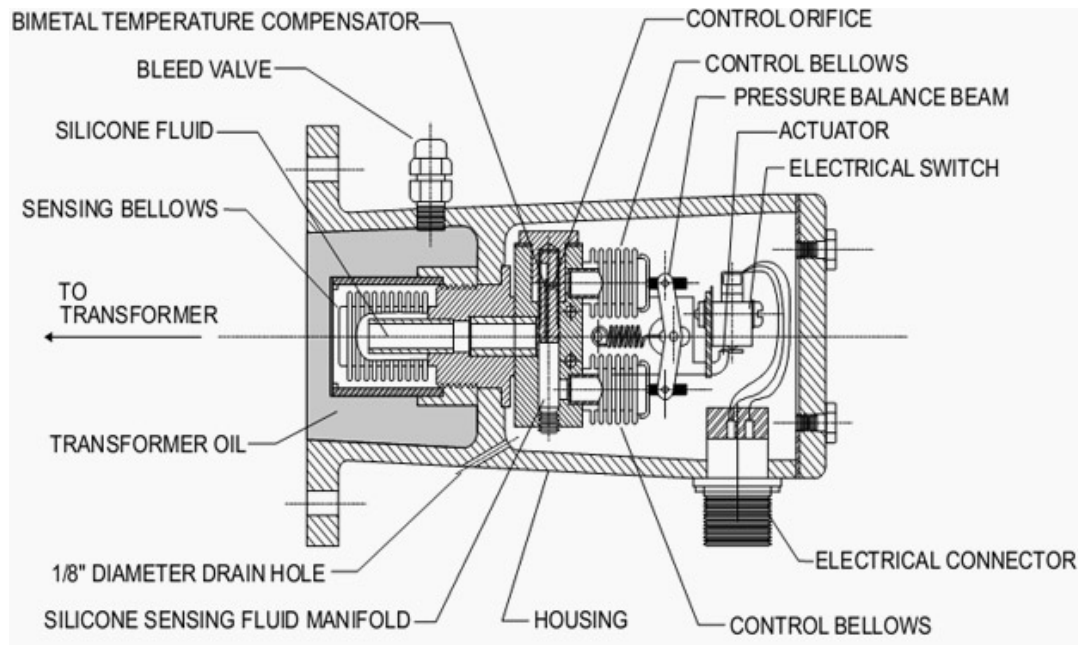 BIMETAL TEMPERATURE COMPENSATOR
CONTROL ORIFICE
BLEED VALVE
CONTROL BELLOWS
PRESSURE BALANCE BEAM
SILICONE FLUID
ACTUATOR
ELECTRICAL SWITCH
SENSING BELLOWS
TO
TRANSFORMER
TRANSFORMER OIL
ELECTRICAL CONNECTOR
1/8" DIAMETER DRAIN HOLE
SILICONE SENSING FLUID MANIFOLD
HOUSING
CONTROL BELLOWS